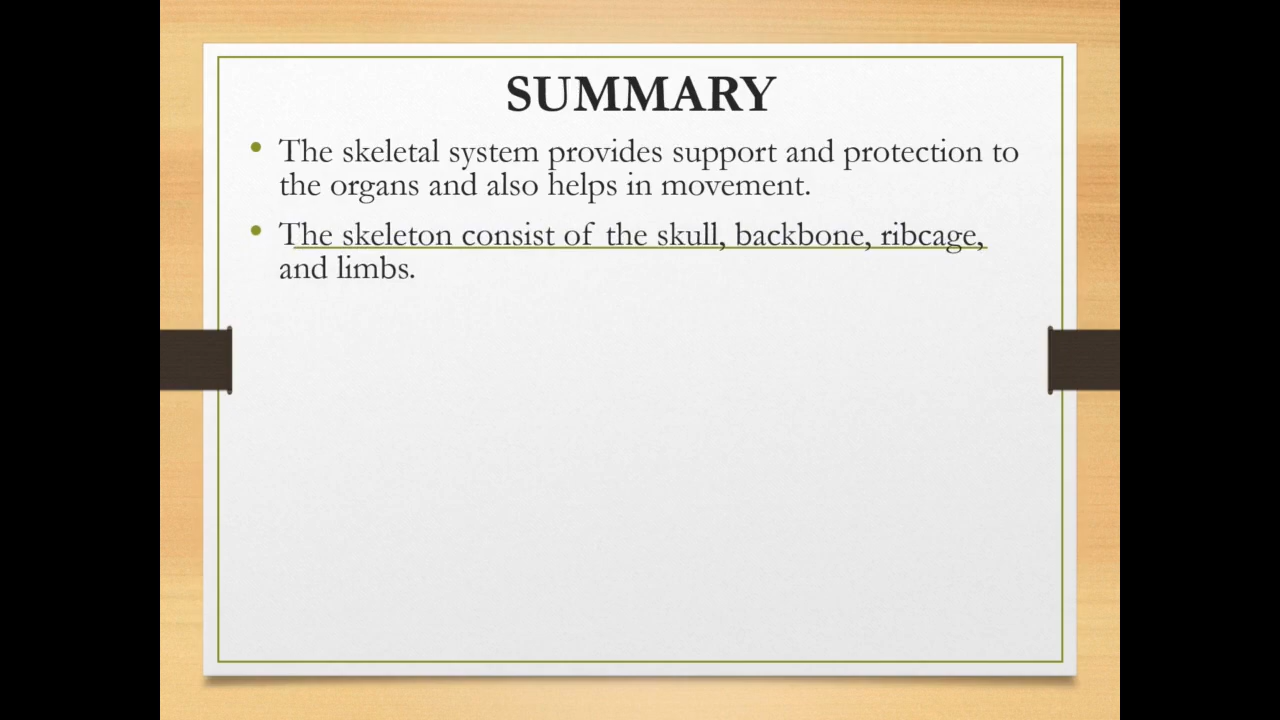 SUMMARY
• The skeletal system provides support and protection to
the organs and also helps in movement.
• The skeleton consist of the skull, backbone, ribcage,
and limbs.